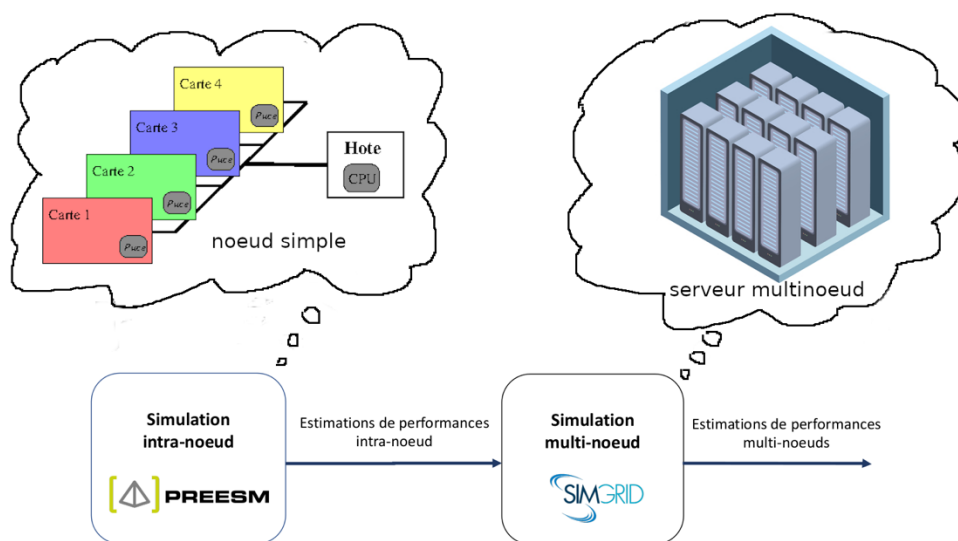 Carte 4
Puce
Carte 3
Puce
Hote
CPU
Carte 2
Puce
Carte 1
Puce
noeud simple
serveur multinoeud
Simulation
intra-noeud
PREESM
Estimations de performances
intra-noeud
Simulation
multi-noeud
SIMGRID
Estimations de performances
multi-noeuds